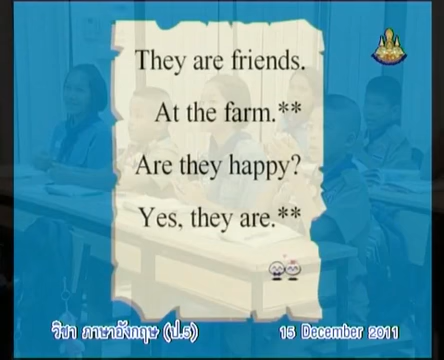 They are friends.
At the farm.**
Are they happy?
Yes, they are.**
วิชา ภาษาอังกฤษ (ป.5)
15 December 2011